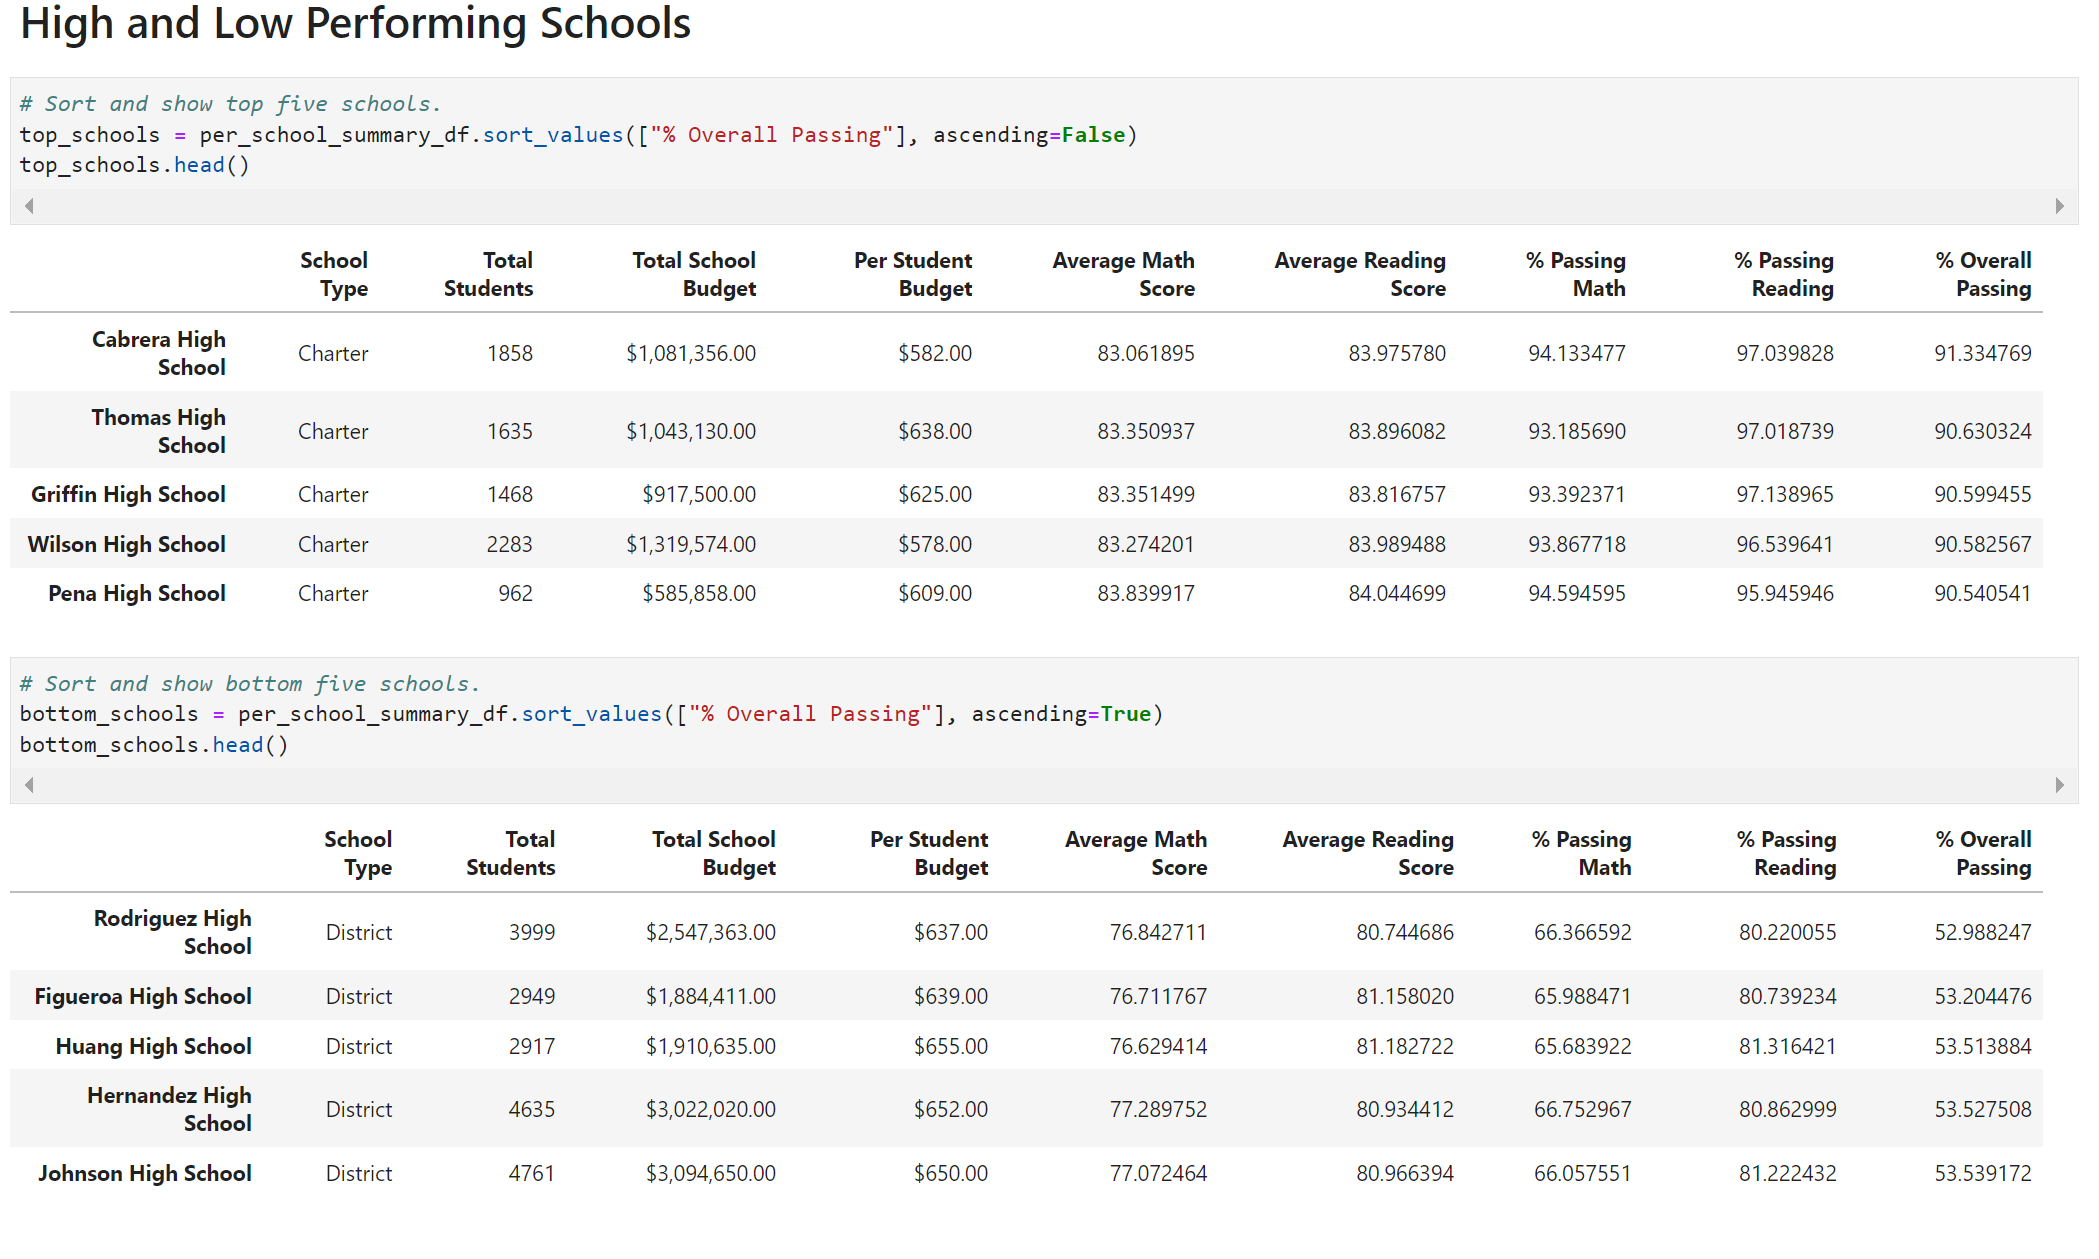 High and Low Performing Schools
# Sort and show top five schools.
top_schools = per_school_summary_df.sort_values(["% Overall Passing"], ascending=False)
top_schools.head()
School Type Total Students Total School Budget Per Student Budget Average Math Score Average Reading Score % Passing Math % Passing Reading % Overall Passing
Cabrera High School Charter 1858 $1,081,356.00 $582.00 83.061895 83.975780 94.133477 97.039828 91.334769
Thomas High School Charter 1635 $1,043,130.00 $638.00 83.350937 83.896082 93.185690 97.018739 90.630324
Griffin High School Charter 1468 $917,500.00 $625.00 83.351499 83.816757 93.392371 97.138965 90.599455
Wilson High School Charter 2283 $1,319,574.00 $578.00 83.274201 83.989488 93.867718 96.539641 90.582567
Pena High School Charter 962 $585,858.00 $609.00 83.839917 84.044699 94.594595 95.945946 90.540541
# Sort and show bottom five schools.
bottom_schools = per_school_summary_df.sort_values(["% Overall Passing"], ascending=True)
bottom_schools.head()
School Type Total Students Total School Budget Per Student Budget Average Math Score Average Reading Score % Passing Math % Passing Reading % Overall Passing
Rodriguez High School District 3999 $2,547,363.00 $637.00 76.842711 80.744686 66.366592 80.220055 52.988247
Figueroa High School District 2949 $1,884,411.00 $639.00 76.711767 81.158020 65.988471 80.739234 53.204476
Huang High School District 2917 $1,910,635.00 $655.00 76.629414 81.182722 65.683922 81.316421 53.513884
Hernandez High School District 4635 $3,022,020.00 $652.00 77.289752 80.934412 66.752967 80.862999 53.527508
Johnson High School District 4761 $3,094,650.00 $650.00 77.072464 80.966394 66.057551 81.222432 53.539172